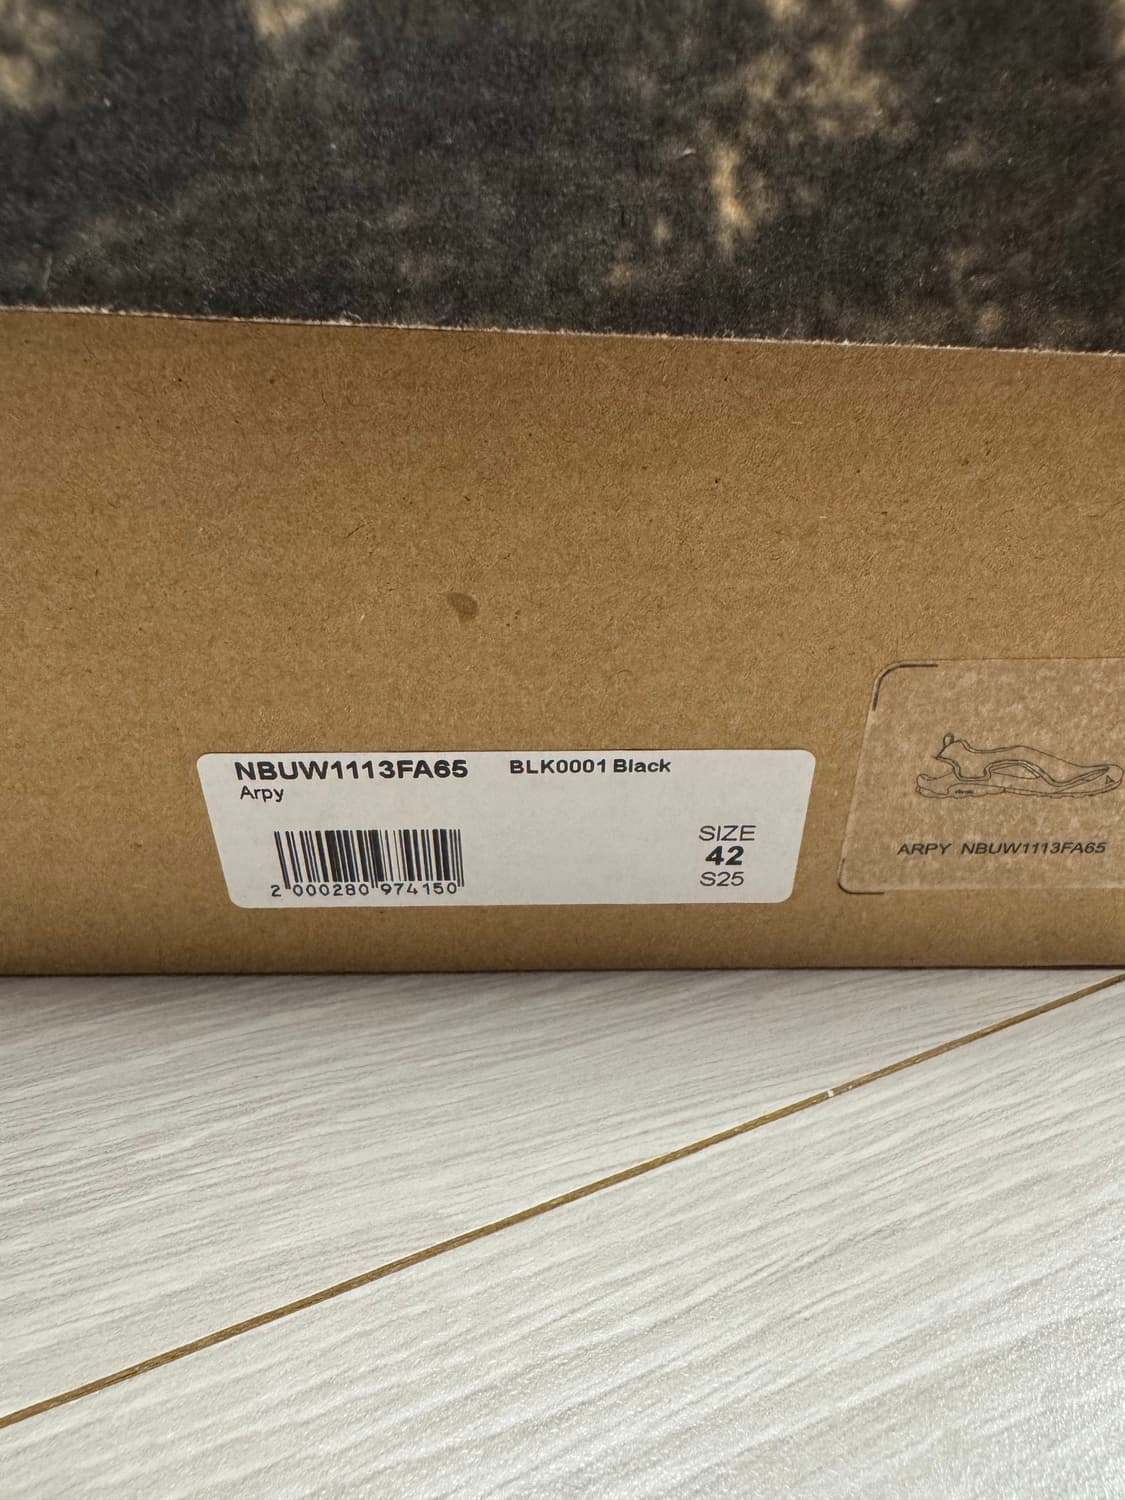 NBUW1113FA65 BLK0001 Black
Arpy
SIZE
42
S25
2 000280 974150
ARPY NBUW1113FA65